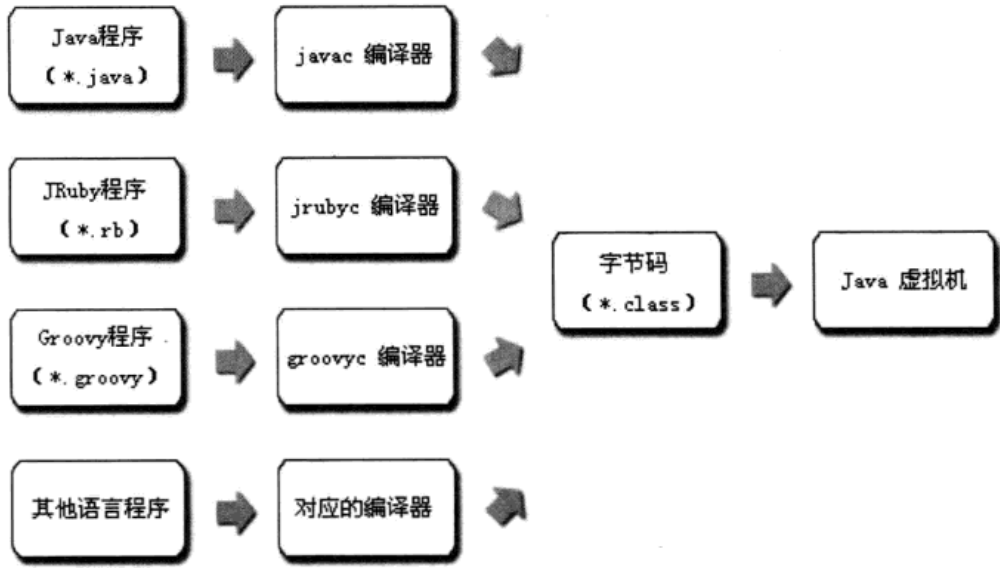 Java程序
(*.java)
javac 编译器
JRuby程序
(*.rb)
jrubyc 编译器
Groovy程序
(*.groovy)
groovyc 编译器
其他语言程序
对应的编译器
字节码
(*.class)
Java 虚拟机